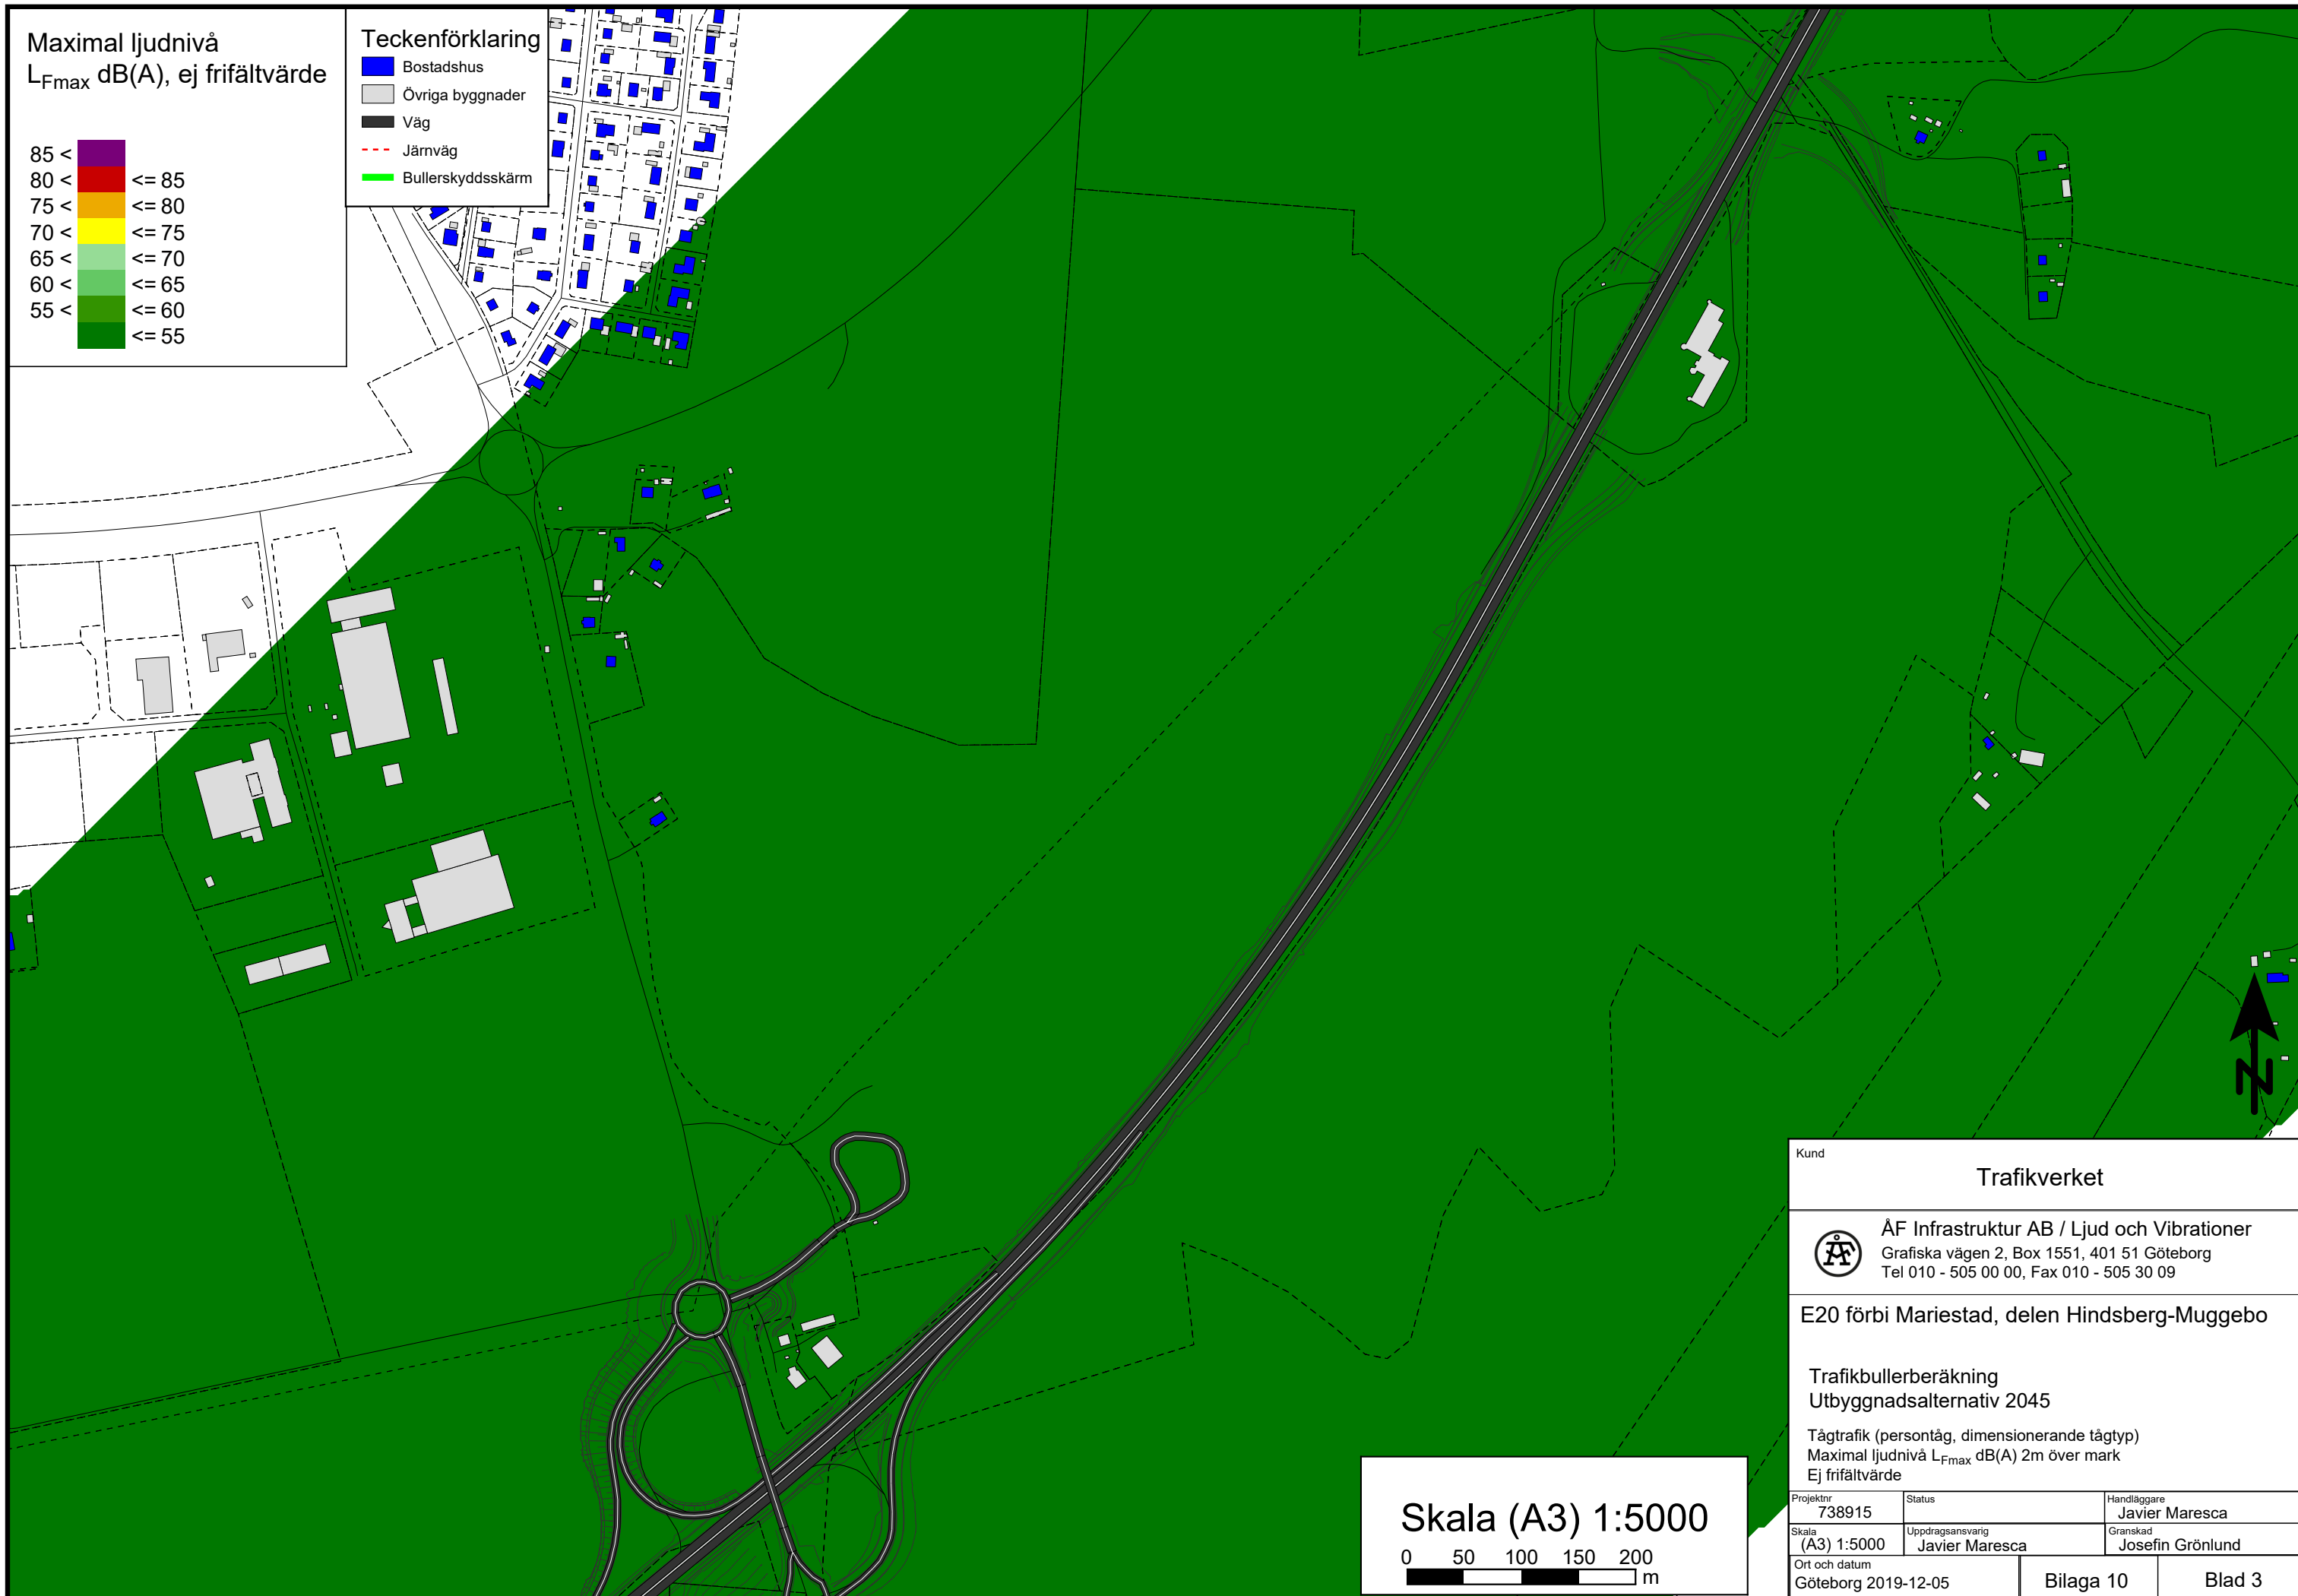 Maximal ljudnivå
LFmax dB(A), ej frifältvärde
85 <
80 < <= 85
75 < <= 80
70 < <= 75
65 < <= 70
60 < <= 65
55 < <= 60
<= 55
Teckenförklaring
Bostadshus
Övriga byggnader
Väg
Järnväg
Bullerskyddsskärm
N
Skala (A3) 1:5000
0 50 100 150 200
m
Kund
Trafikverket
ÅF
ÅF Infrastruktur AB / Ljud och Vibrationer
Grafiska vägen 2, Box 1551, 401 51 Göteborg
Tel 010 - 505 00 00, Fax 010 - 505 30 09
E20 förbi Mariestad, delen Hindsberg-Muggebo
Trafikbullerberäkning
Utbyggnadsalternativ 2045
Tågtrafik (persontåg, dimensionerande tågtyp)
Maximal ljudnivå LFmax dB(A) 2m över mark
Ej frifältvärde
Projektnr
738915
Status
Handläggare
Javier Maresca
Skala
(A3) 1:5000
Uppdragsansvarig
Javier Maresca
Granskad
Josefin Grönlund
Ort och datum
Göteborg 2019-12-05
Bilaga 10
Blad 3